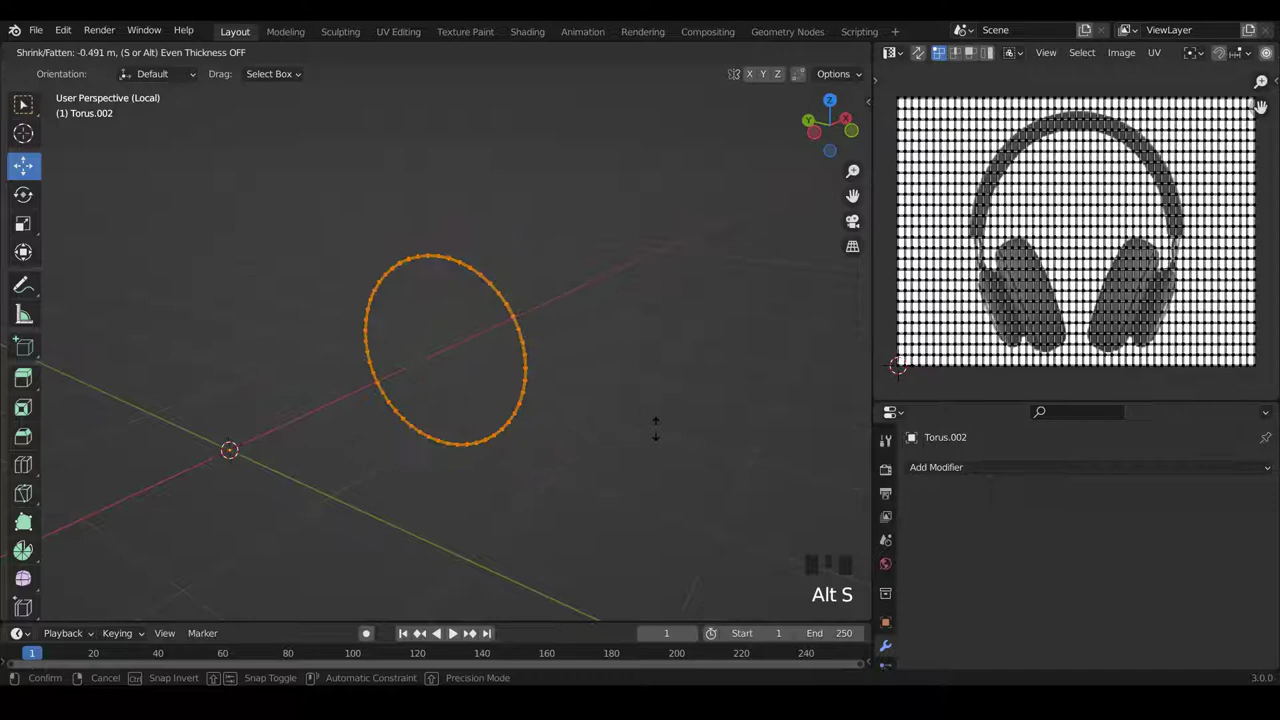 File Edit Render Window Help Layout Modeling Sculpting UV Editing Texture Paint Shading Animation Rendering Compositing Geometry Nodes Scripting + Scene ViewLayer
Shrink/Fatten: -0.491 m, (S or Alt) Even Thickness OFF
View Select Image UV
Orientation: Default Drag: Select Box X Y Z Options
User Perspective (Local)
(1) Torus.002
Z
Y X
Torus.002
Add Modifier
Alt S
Playback Keying View Marker 1 Start 1 End 250
1 20 40 60 80 100 120 140 160 180 200 220 240
Confirm Cancel Ctrl Snap Invert Snap Toggle Automatic Constraint Precision Mode 3.0.0